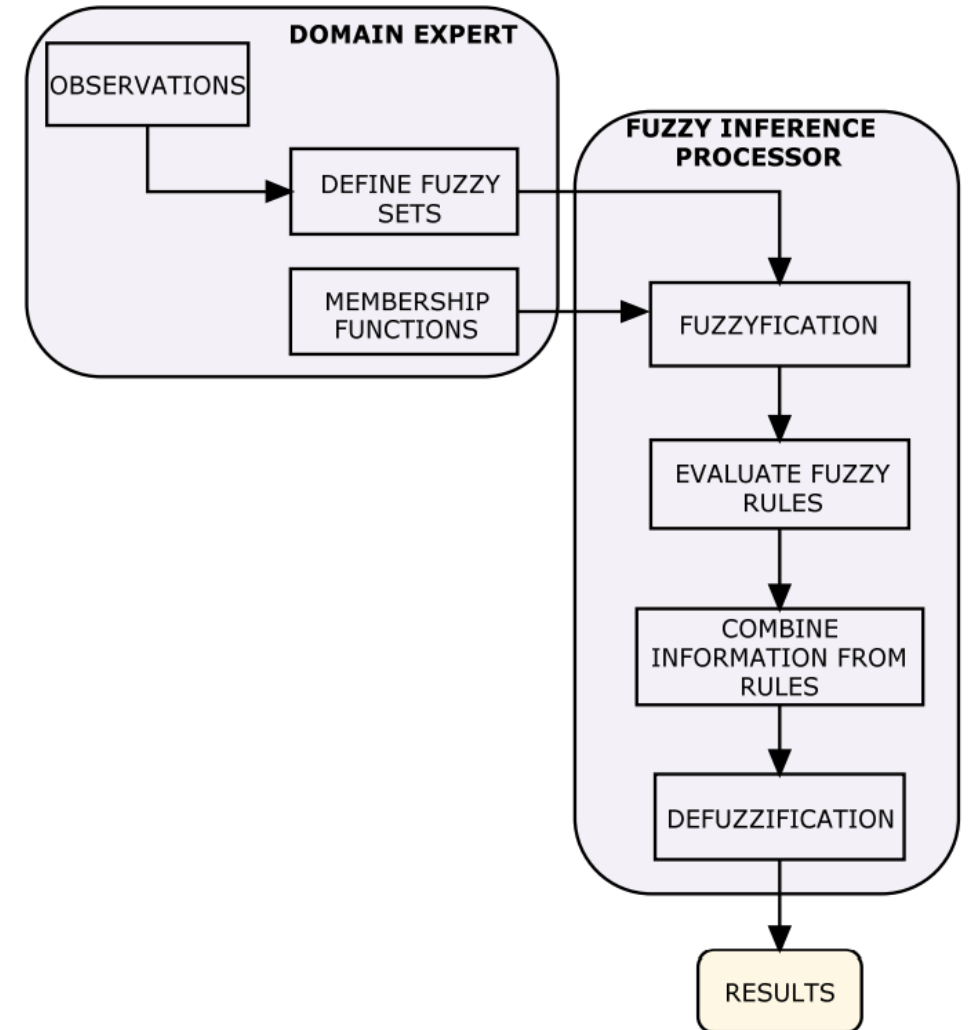 DOMAIN EXPERT
OBSERVATIONS
DEFINE FUZZY
SETS
MEMBERSHIP
FUNCTIONS
FUZZY INFERENCE
PROCESSOR
FUZZYFICATION
EVALUATE FUZZY
RULES
COMBINE
INFORMATION FROM
RULES
DEFUZZIFICATION
RESULTS